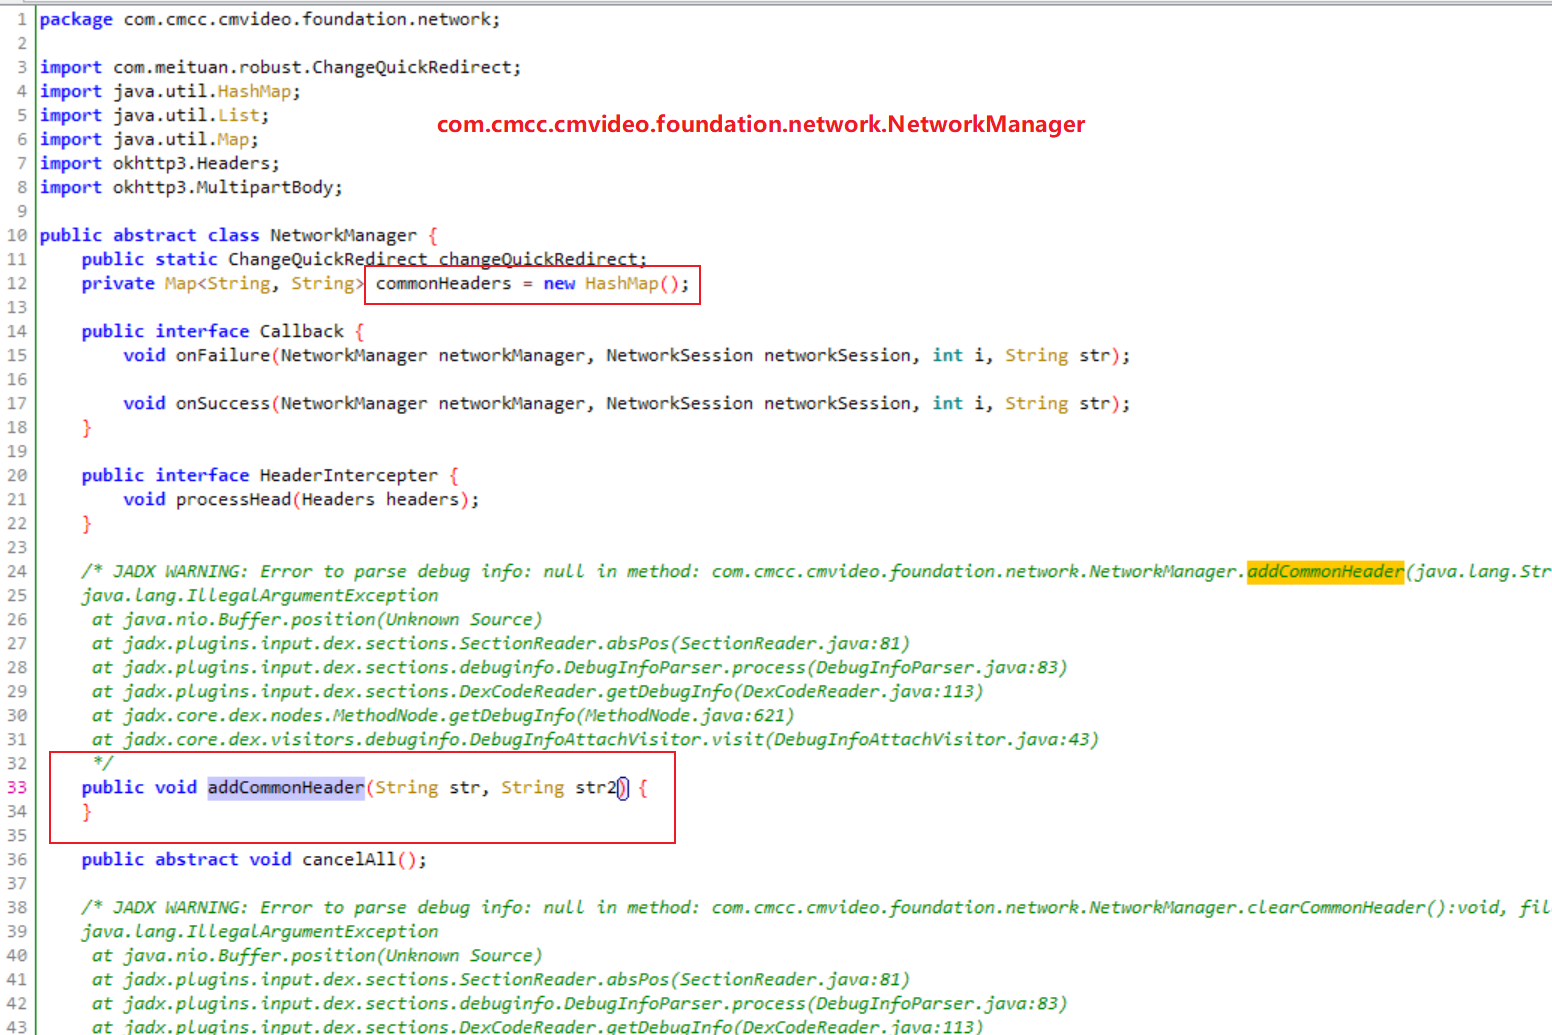 1 package com.cmcc.cmvideo.foundation.network;
2
3 import com.meituan.robust.ChangeQuickRedirect;
4 import java.util.HashMap;
5 import java.util.List;
com.cmcc.cmvideo.foundation.network.NetworkManager
6 import java.util.Map;
7 import okhttp3.Headers;
8 import okhttp3.MultipartBody;
9
10 public abstract class NetworkManager {
11 public static ChangeQuickRedirect changeQuickRedirect;
12 private Map<String, String> commonHeaders = new HashMap();
13
14 public interface Callback {
15 void onFailure(NetworkManager networkManager, NetworkSession networkSession, int i, String str);
16
17 void onSuccess(NetworkManager networkManager, NetworkSession networkSession, int i, String str);
18 }
19
20 public interface HeaderIntercepter {
21 void processHead(Headers headers);
22 }
23
24 /* JADX WARNING: Error to parse debug info: null in method: com.cmcc.cmvideo.foundation.network.NetworkManager.addCommonHeader(java.lang.Str
25 java.lang.IllegalArgumentException
26 at java.nio.Buffer.position(Unknown Source)
27 at jadx.plugins.input.dex.sections.SectionReader.absPos(SectionReader.java:81)
28 at jadx.plugins.input.dex.sections.debuginfo.DebugInfoParser.process(DebugInfoParser.java:83)
29 at jadx.plugins.input.dex.sections.DexCodeReader.getDebugInfo(DexCodeReader.java:113)
30 at jadx.core.dex.nodes.MethodNode.getDebugInfo(MethodNode.java:621)
31 at jadx.core.dex.visitors.debuginfo.DebugInfoAttachVisitor.visit(DebugInfoAttachVisitor.java:43)
32 */
33 public void addCommonHeader(String str, String str2) {
34 }
35
36 public abstract void cancelAll();
37
38 /* JADX WARNING: Error to parse debug info: null in method: com.cmcc.cmvideo.foundation.network.NetworkManager.clearCommonHeader():void, fil
39 java.lang.IllegalArgumentException
40 at java.nio.Buffer.position(Unknown Source)
41 at jadx.plugins.input.dex.sections.SectionReader.absPos(SectionReader.java:81)
42 at jadx.plugins.input.dex.sections.debuginfo.DebugInfoParser.process(DebugInfoParser.java:83)
43 at jadx.plugins.input.dex.sections.DexCodeReader.getDebugInfo(DexCodeReader.java:113)